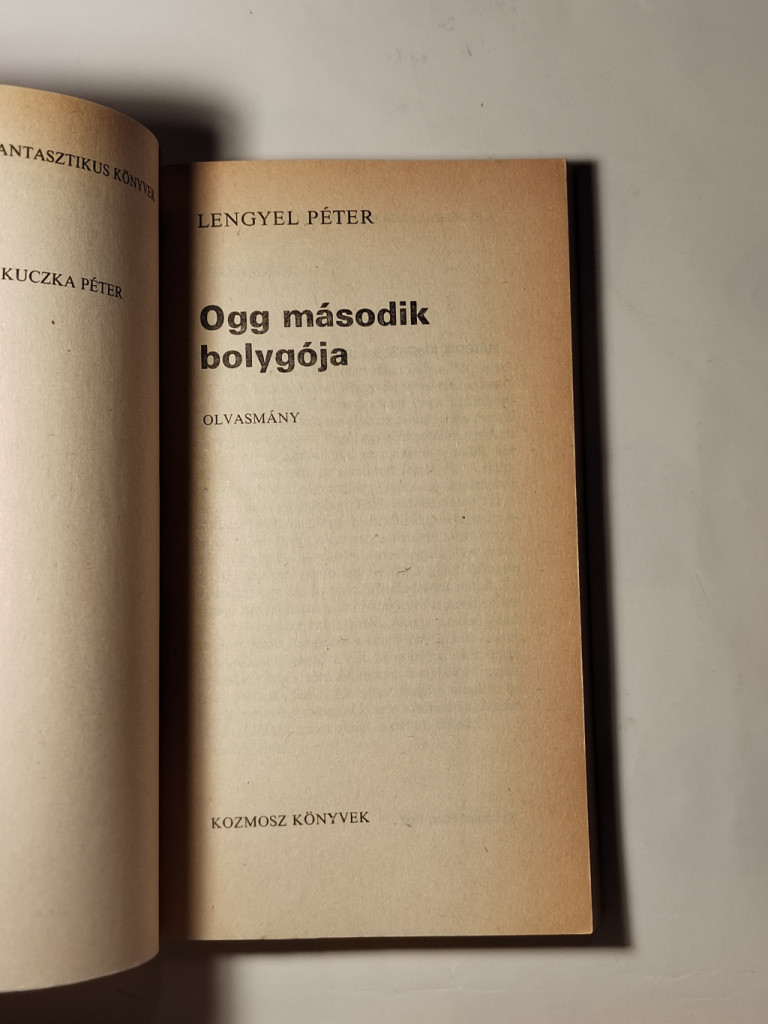 ANTASZTIKUS KÖNYVEK
KUCZKA PÉTER
LENGYEL PÉTER
Ogg második
bolygója
OLVASMÁNY
KOZMOSZ KÖNYVEK